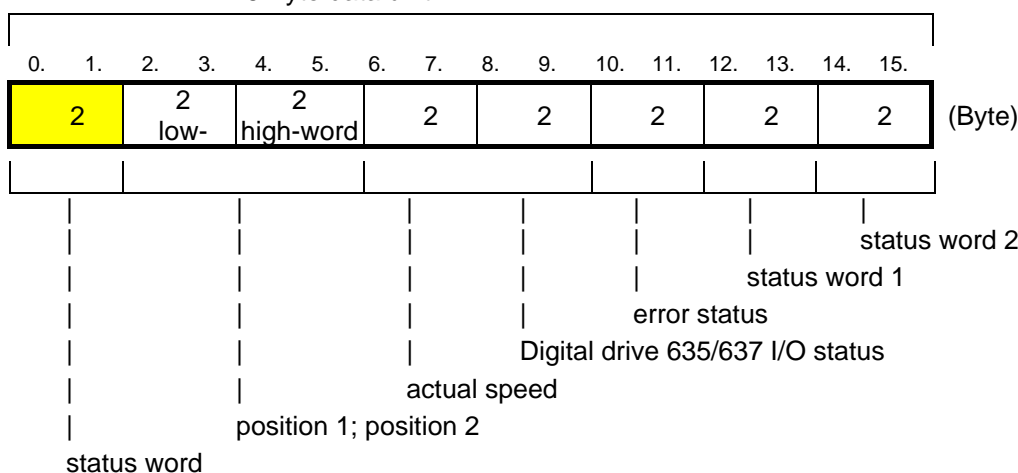 0. 1. 2. 3. 4. 5. 6. 7. 8. 9. 10. 11. 12. 13. 14. 15.
2 2 2 2 2 2 2 2 (Byte)
low- high-word
status word 2
status word 1
error status
Digital drive 635/637 I/O status
actual speed
position 1; position 2
status word